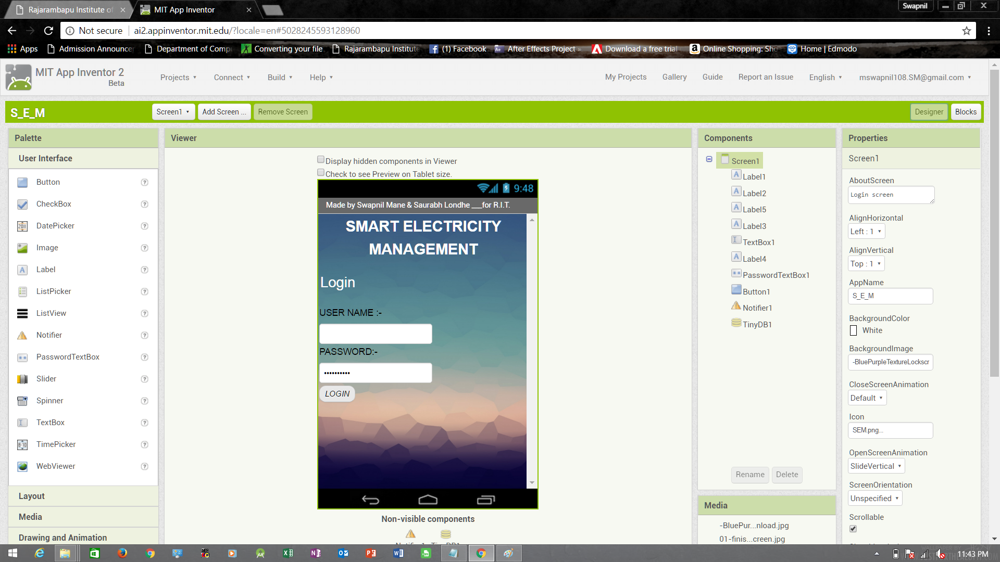 Rajarambapu Institute of
MIT App Inventor
Swapnil
Not secure
ai2.appinventor.mit.edu/?locale=en#5028245593128960
Apps
Admission Announcer
Department of Compu
Converting your file
Rajarambapu Institute
(1) Facebook
After Effects Project
Download a free trial
Online Shopping: Sho
Home | Edmodo
MIT App Inventor 2
Beta
Projects
Connect
Build
Help
My Projects
Gallery
Guide
Report an Issue
English
mswapnil108.SM@gmail.com
S_E_M
Screen1
Add Screen ...
Remove Screen
Designer
Blocks
Palette
User Interface
Button
CheckBox
DatePicker
Image
Label
ListPicker
ListView
Notifier
PasswordTextBox
Slider
Spinner
TextBox
TimePicker
WebViewer
Layout
Media
Drawing and Animation
Viewer
Display hidden components in Viewer
Check to see Preview on Tablet size.
9:48
Made by Swapnil Mane & Saurabh Londhe ___for R.I.T.
SMART ELECTRICITY
MANAGEMENT
Login
USER NAME :-
PASSWORD:-
••••••••••
LOGIN
Non-visible components
Components
Screen1
Label1
Label2
Label5
Label3
TextBox1
Label4
PasswordTextBox1
Button1
Notifier1
TinyDB1
Rename
Delete
Media
-BluePur...nload.jpg
01-finis...creen.jpg
Properties
Screen1
AboutScreen
Login screen
AlignHorizontal
Left : 1
AlignVertical
Top : 1
AppName
S_E_M
BackgroundColor
White
BackgroundImage
-BluePurpleTextureLockscr
CloseScreenAnimation
Default
Icon
SEM.png...
OpenScreenAnimation
SlideVertical
ScreenOrientation
Unspecified
Scrollable
11:43 PM